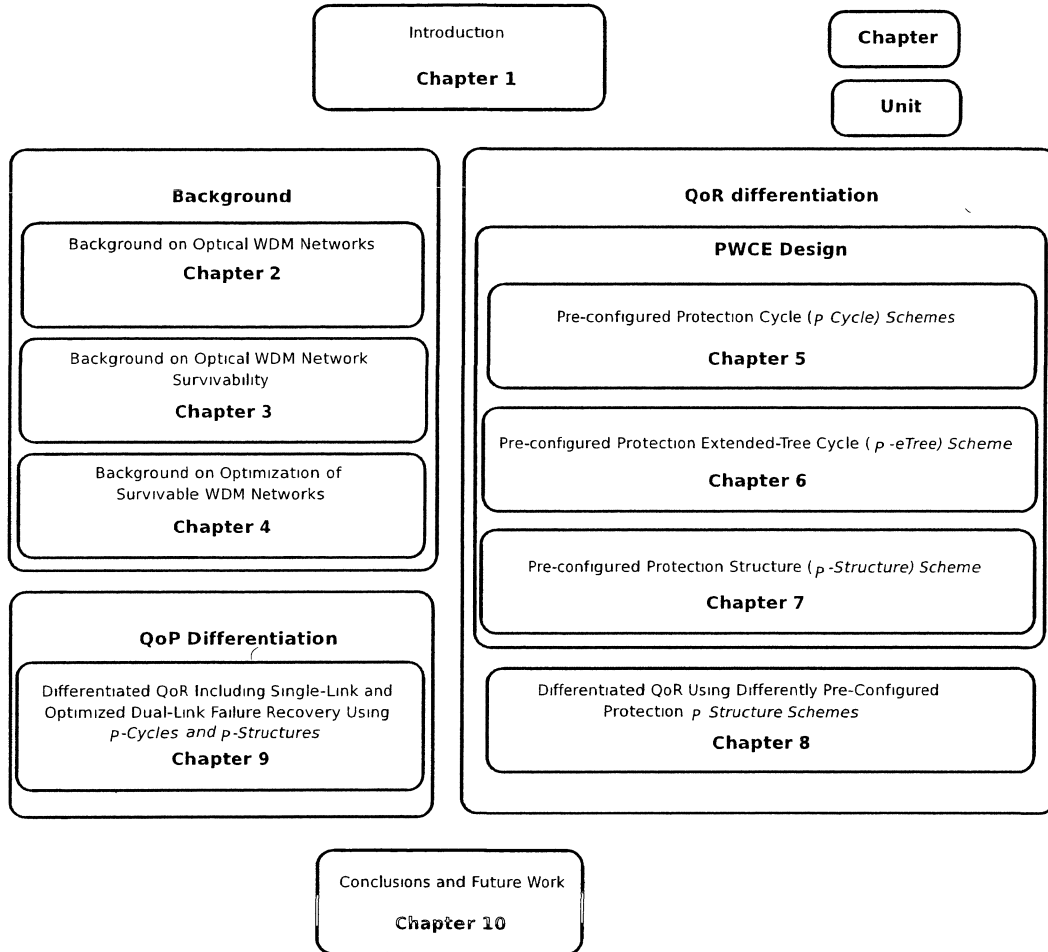 Introduction
Chapter 1
Chapter
Unit
Background
Background on Optical WDM Networks
Chapter 2
Background on Optical WDM Network
Survivability
Chapter 3
Background on Optimization of
Survivable WDM Networks
Chapter 4
QoP Differentiation
Differentiated QoR Including Single-Link and
Optimized Dual-Link Failure Recovery Using
p-Cycles and p-Structures
Chapter 9
QoR differentiation
PWCE Design
Pre-configured Protection Cycle (p Cycle) Schemes
Chapter 5
Pre-configured Protection Extended-Tree Cycle ( p -eTree) Scheme
Chapter 6
Pre-configured Protection Structure ( p -Structure) Scheme
Chapter 7
Differentiated QoR Using Differently Pre-Configured
Protection p Structure Schemes
Chapter 8
Conclusions and Future Work
Chapter 10